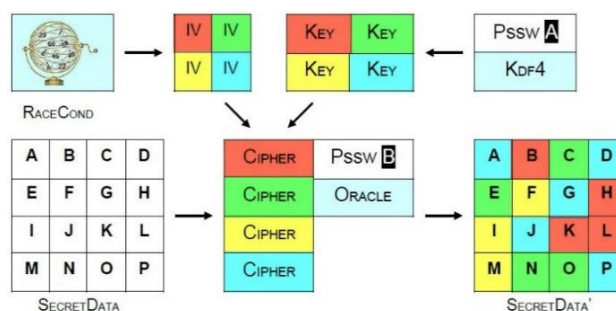 IV IV
IV IV
KEY KEY
KEY KEY
PSSW A
KDF4
RACECOND
A B C D
E F G H
I J K L
M N O P
SECRETDATA
CIPHER
CIPHER
CIPHER
CIPHER
PSSW B
ORACLE
A B C D
E F G H
I J K L
M N O P
SECRETDATA'